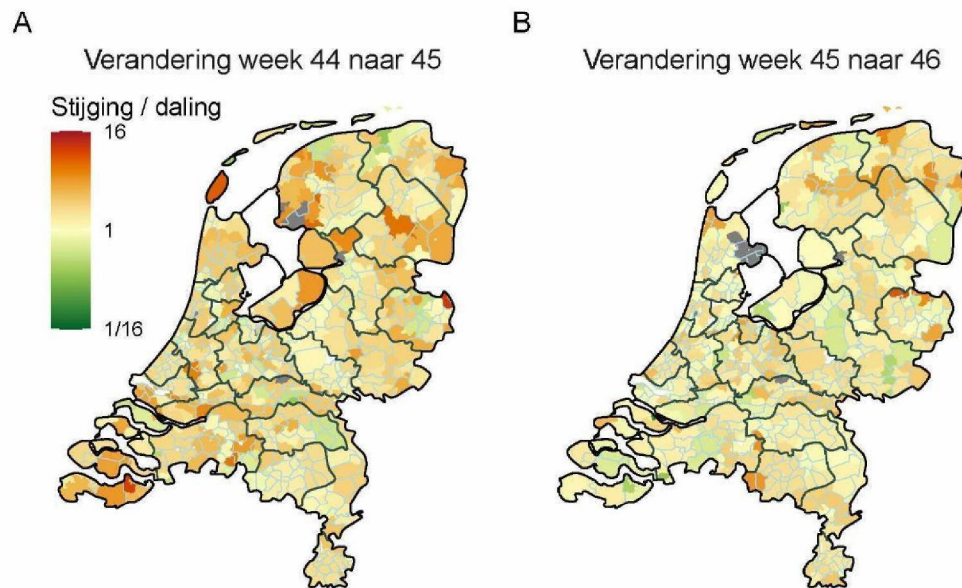 A
Verandering week 44 naar 45
Stijging / daling
16
1
1/16
B
Verandering week 45 naar 46